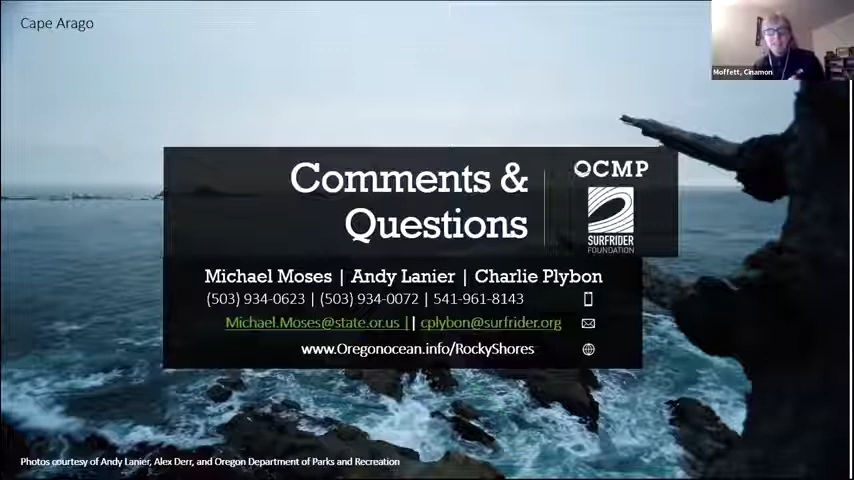 Cape Arago
Moffett, Cinamon
Comments &
Questions
OCMP
SURFRIDER
FOUNDATION
Michael Moses | Andy Lanier | Charlie Plybon
(503) 934-0623 | (503) 934-0072 | 541-961-8143
Michael.Moses@state.or.us || cplybon@surfrider.org
www.Oregonocean.info/RockyShores
Photos courtesy of Andy Lanier, Alex Derr, and Oregon Department of Parks and Recreation